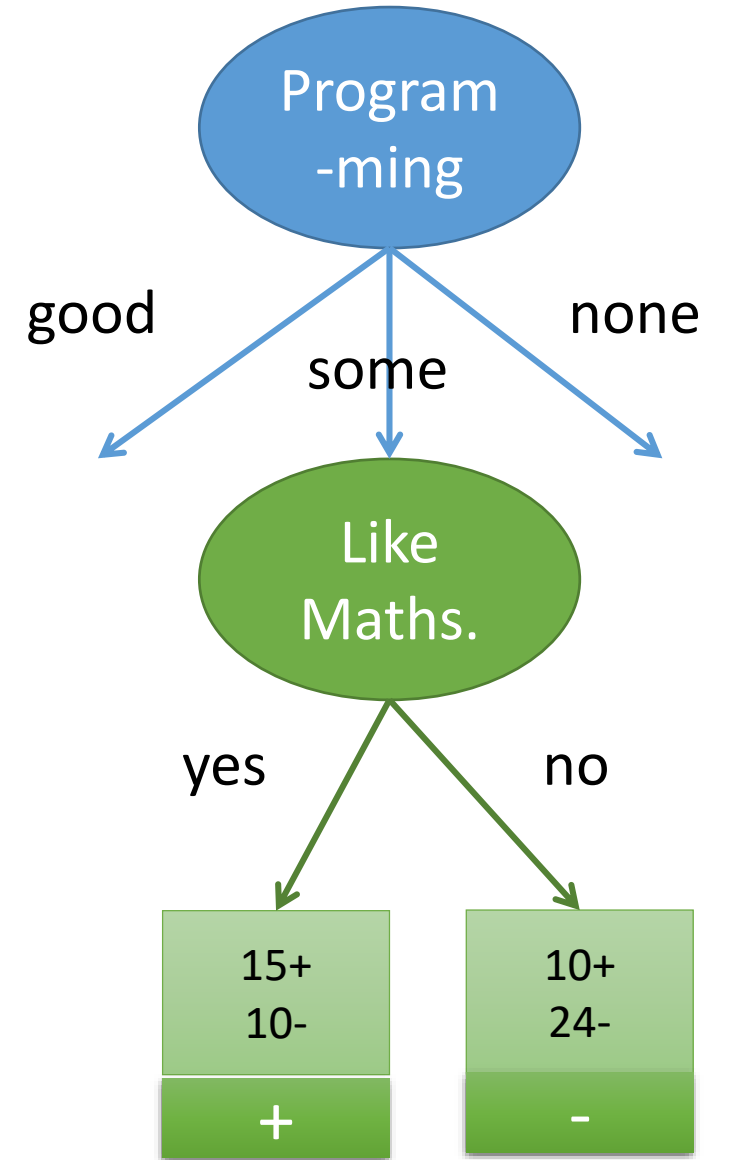 Program
-ming
good
none
some
Like
Maths.
yes
no
15+
10-
10+
24-
+
-